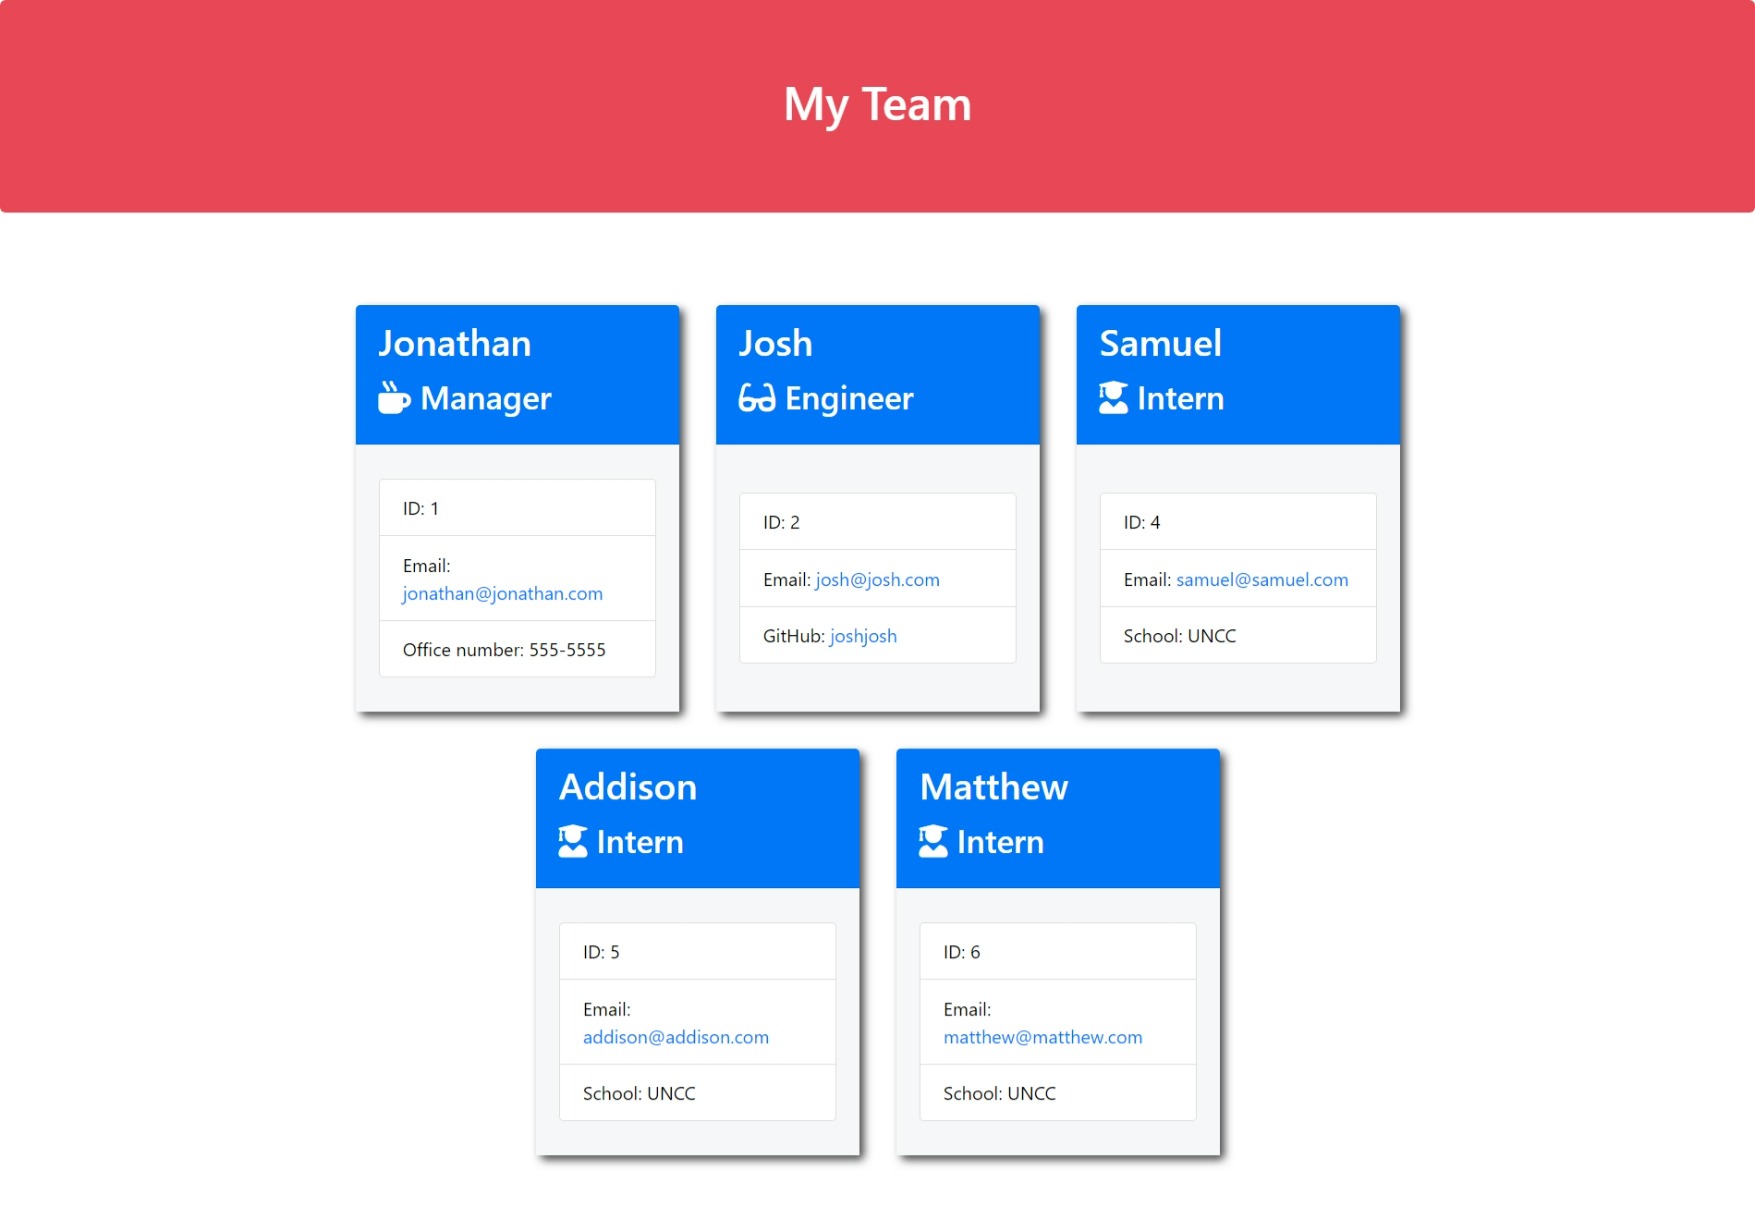 My Team
Jonathan
Manager
ID: 1
Email:
jonathan@jonathan.com
Office number: 555-5555
Josh
Engineer
ID: 2
Email: josh@josh.com
GitHub: joshjosh
Samuel
Intern
ID: 4
Email: samuel@samuel.com
School: UNCC
Addison
Intern
ID: 5
Email:
addison@addison.com
School: UNCC
Matthew
Intern
ID: 6
Email:
matthew@matthew.com
School: UNCC